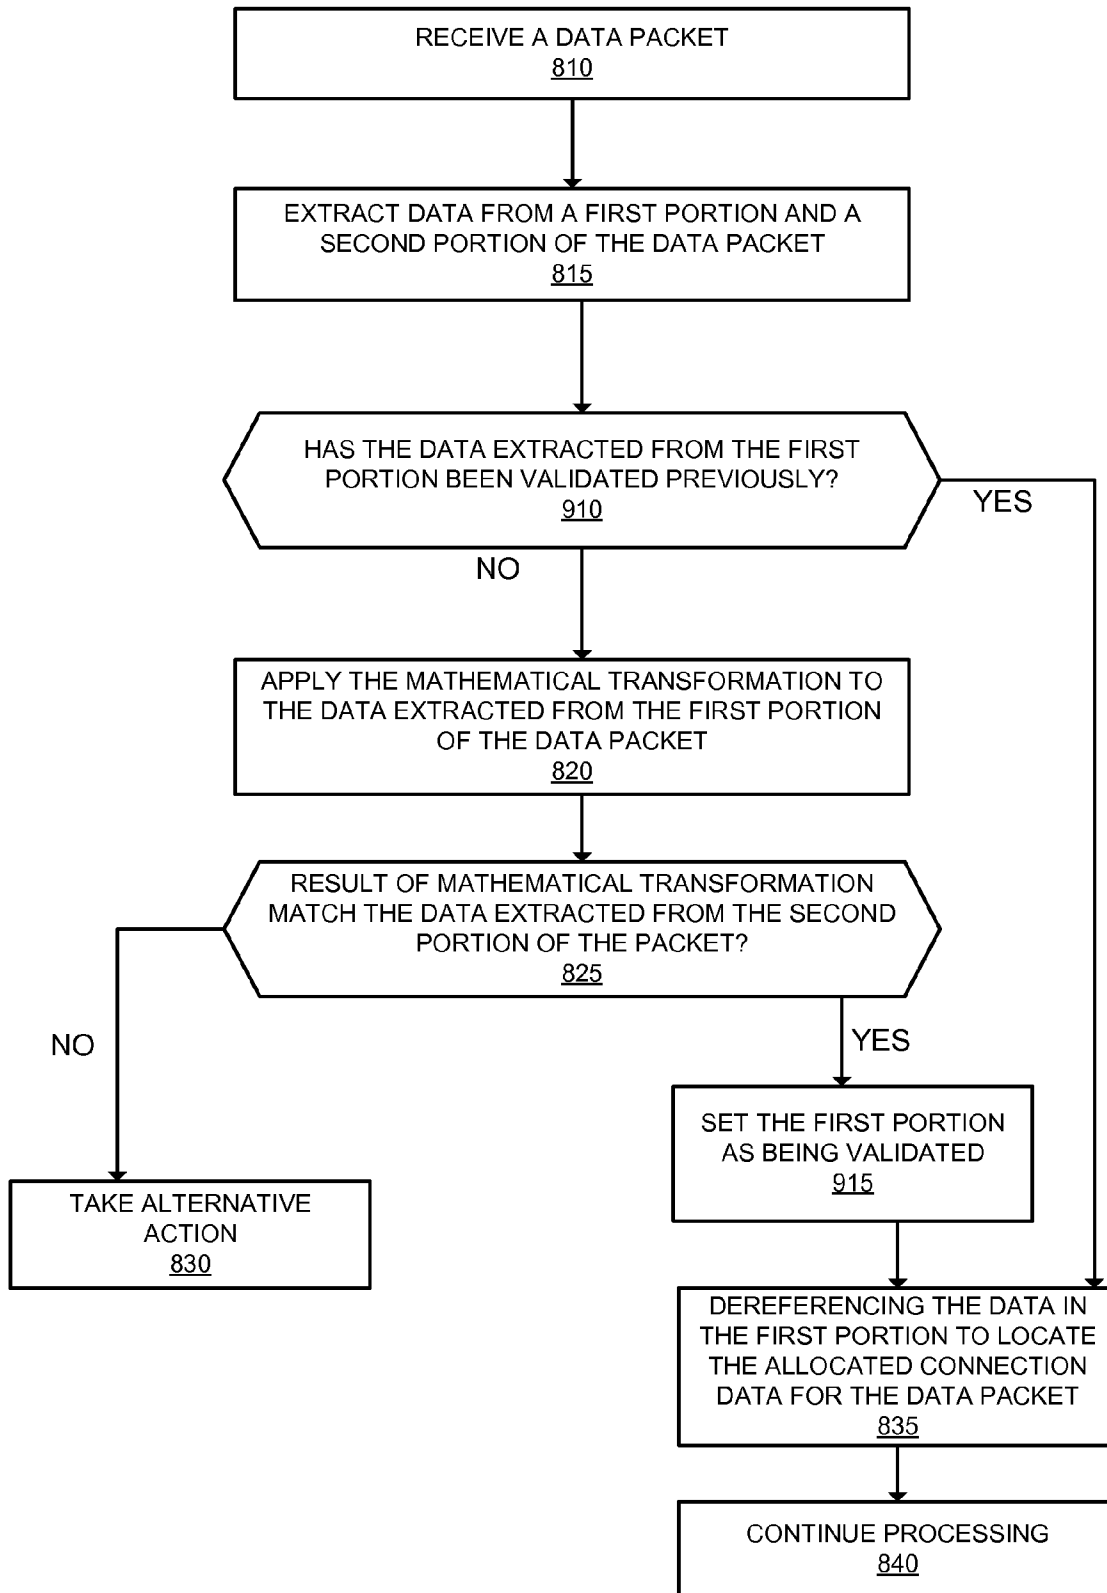 RECEIVE A DATA PACKET
810
EXTRACT DATA FROM A FIRST PORTION AND A
SECOND PORTION OF THE DATA PACKET
815
HAS THE DATA EXTRACTED FROM THE FIRST
PORTION BEEN VALIDATED PREVIOUSLY?
910
YES
NO
APPLY THE MATHEMATICAL TRANSFORMATION TO
THE DATA EXTRACTED FROM THE FIRST PORTION
OF THE DATA PACKET
820
RESULT OF MATHEMATICAL TRANSFORMATION
MATCH THE DATA EXTRACTED FROM THE SECOND
PORTION OF THE PACKET?
825
NO
YES
SET THE FIRST PORTION
AS BEING VALIDATED
915
TAKE ALTERNATIVE
ACTION
830
DEREFERENCING THE DATA IN
THE FIRST PORTION TO LOCATE
THE ALLOCATED CONNECTION
DATA FOR THE DATA PACKET
835
CONTINUE PROCESSING
840